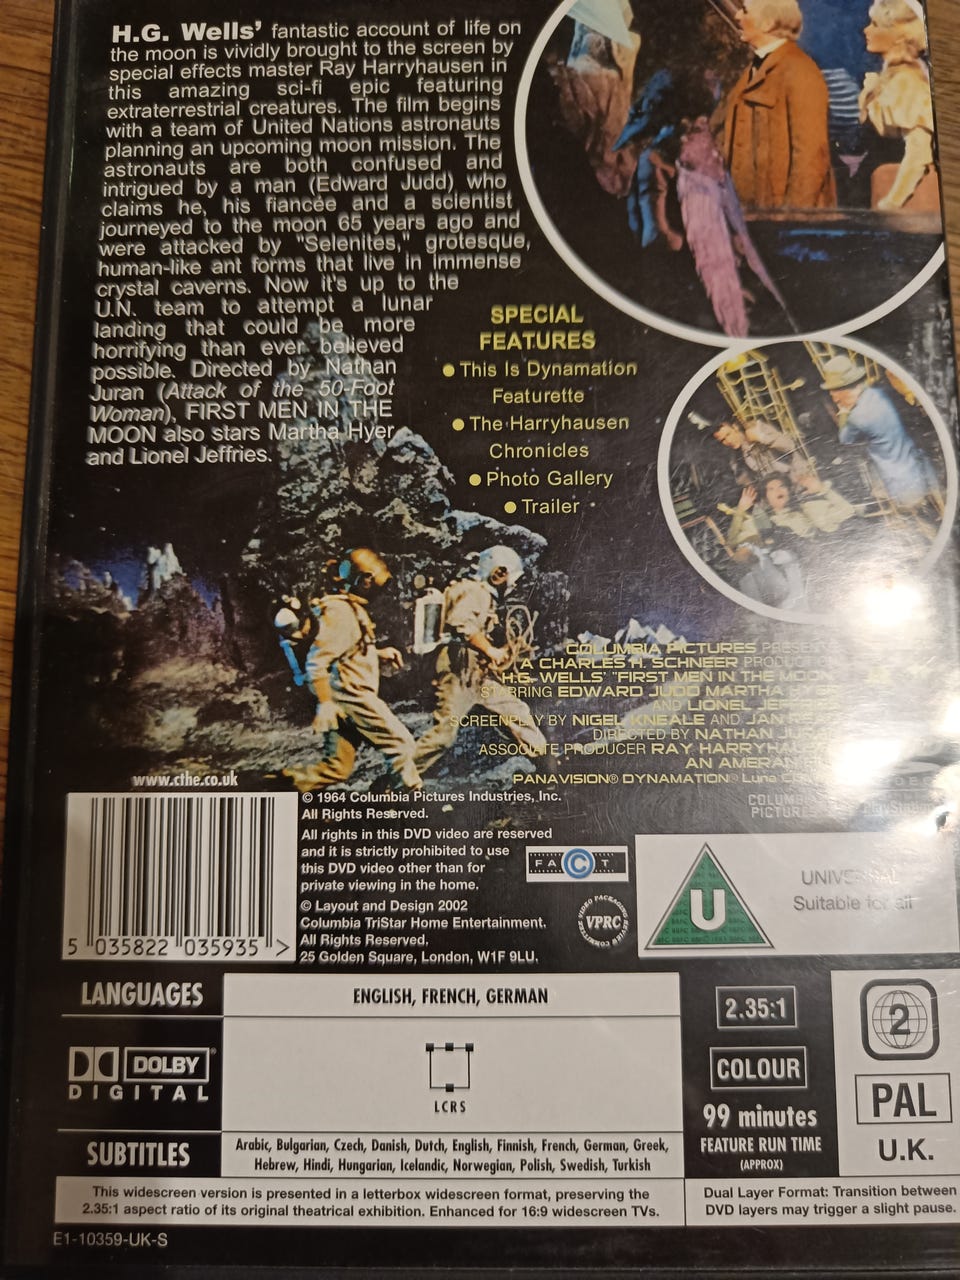 H.G. Wells' fantastic account of life on
the moon is vividly brought to the screen by
special effects master Ray Harryhausen in
this amazing sci-fi epic featuring
extraterrestrial creatures. The film begins
with a team of United Nations astronauts
planning an upcoming moon mission. The
astronauts are both confused and
intrigued by a man (Edward Judd) who
claims he, his fiancée and a scientist
journeyed to the moon 65 years ago and
were attacked by "Selenites," grotesque,
human-like ant forms that live in immense
crystal caverns. Now it's up to the
U.N. team to attempt a lunar
landing that could be more
horrifying than ever believed
possible. Directed by Nathan
Juran (Attack of the 50-Foot
Woman), FIRST MEN IN THE
MOON also stars Martha Hyer
and Lionel Jeffries.
SPECIAL
FEATURES
● This Is Dynamation
Featurette
● The Harryhausen
Chronicles
● Photo Gallery
● Trailer
COLUMBIA PICTURES
A CHARLES H. SCHNEER
H.G. WELLS' "FIRST MEN IN THE MOON
STARRING EDWARD JUDD MARTHA
AND LIONEL
SCREENPLAY BY NIGEL KNEALE AND JAN
DIRECTED BY NATHAN
ASSOCIATE PRODUCER RAY
AN AMERAN
PANAVISION® DYNAMATION®
www.cthe.co.uk
© 1964 Columbia Pictures Industries, Inc.
All Rights Reserved.
All rights in this DVD video are reserved
and it is strictly prohibited to use
this DVD video other than for
private viewing in the home.
© Layout and Design 2002
Columbia TriStar Home Entertainment.
All Rights Reserved.
25 Golden Square, London, W1F 9LU.
5 035822 035935 >
FACT
VIDEO PACKAGING REVIEW COMMITTEE
VPRC
PlayStation
U
Suitable for all
LANGUAGES
ENGLISH, FRENCH, GERMAN
DOLBY®
DIGITAL
LCRS
SUBTITLES
Arabic, Bulgarian, Czech, Danish, Dutch, English, Finnish, French, German, Greek,
Hebrew, Hindi, Hungarian, Icelandic, Norwegian, Polish, Swedish, Turkish
2.35:1
COLOUR
99 minutes
FEATURE RUN TIME
(APPROX)
2
PAL
U.K.
This widescreen version is presented in a letterbox widescreen format, preserving the
2.35:1 aspect ratio of its original theatrical exhibition. Enhanced for 16:9 widescreen TVs.
Dual Layer Format: Transition between
DVD layers may trigger a slight pause.
E1-10359-UK-S